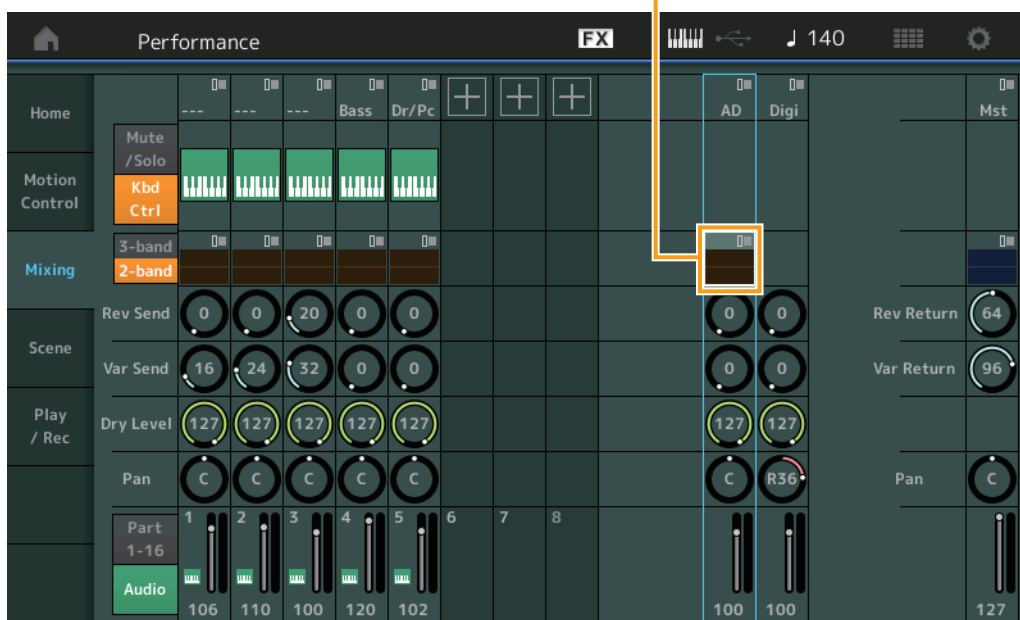 Performance FX 140
--- --- --- Bass Dr/Pc AD Digi Mst
Home
Mute
/Solo
Kbd
Ctrl
Motion
Control
3-band
2-band
Mixing
Rev Send 0 0 20 0 0 0 0 Rev Return 64
Scene
Var Send 16 24 32 0 0 0 0 Var Return 96
Play
/ Rec
Dry Level 127 127 127 127 127 127 127
Pan C C C C C C R36 Pan C
1 2 3 4 5 6 7 8
Part
1-16
Audio
106 110 100 120 102 100 100 127